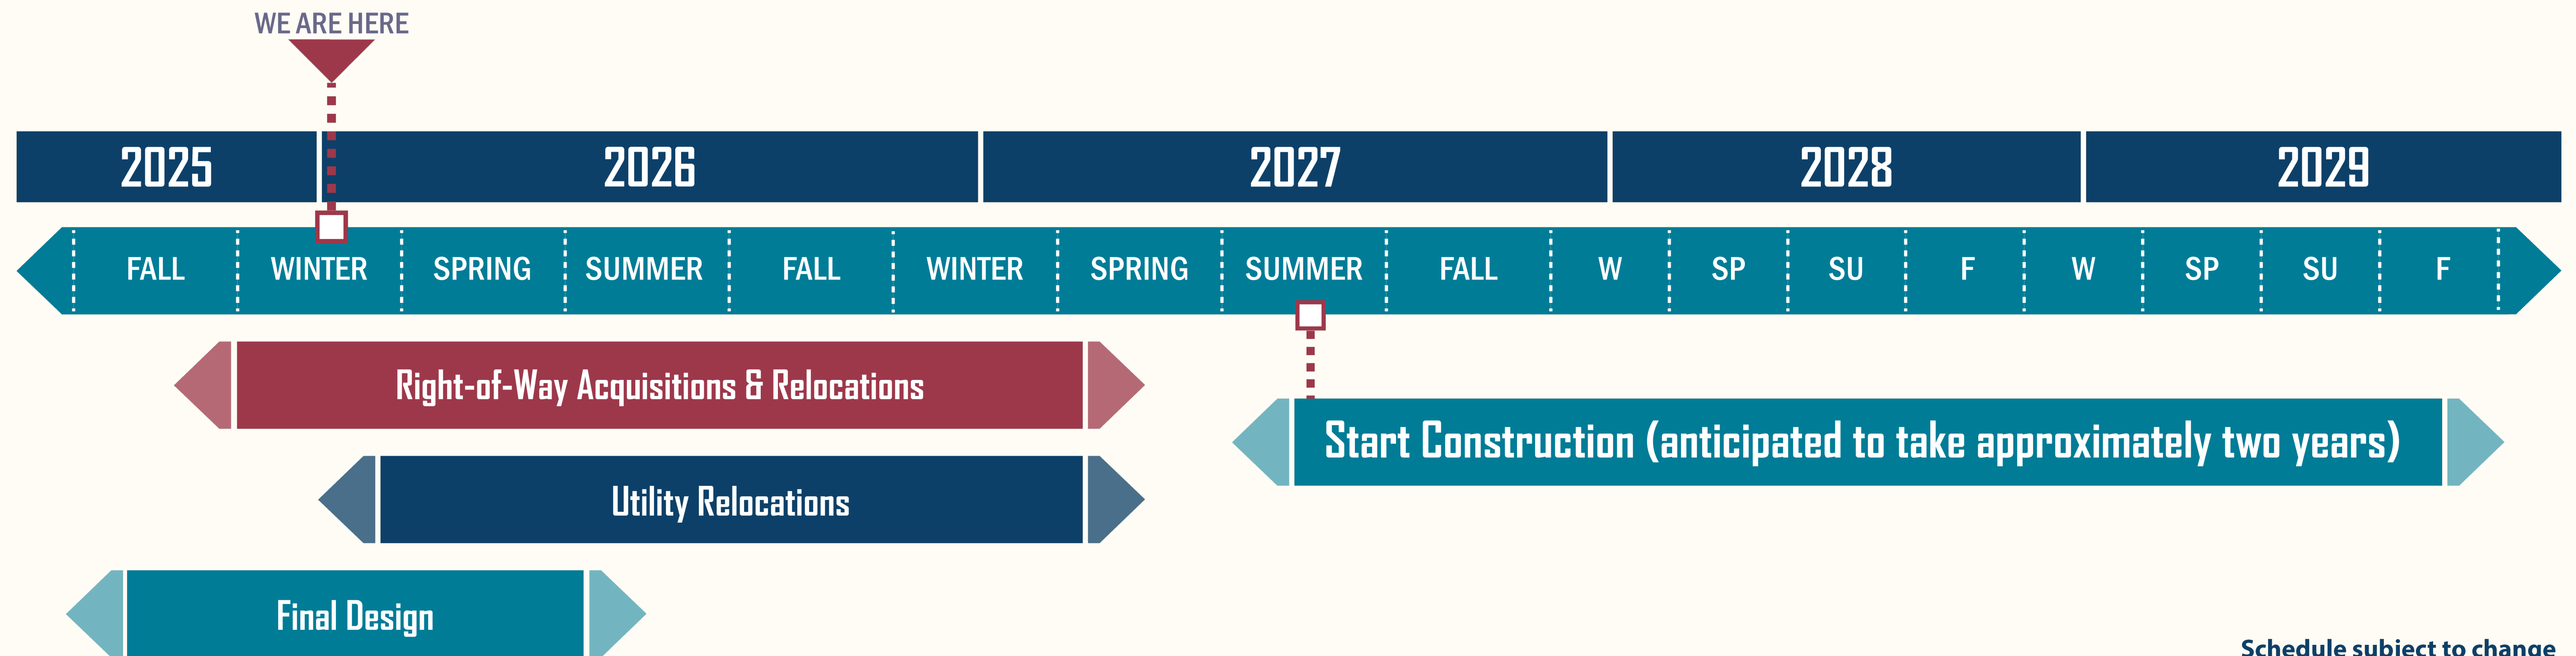 WE ARE HERE
2025 2026 2027 2028 2029
FALL WINTER SPRING SUMMER FALL WINTER SPRING SUMMER FALL W SP SU F W SP SU F
Right-of-Way Acquisitions & Relocations
Start Construction (anticipated to take approximately two years)
Utility Relocations
Final Design
Schedule subject to change